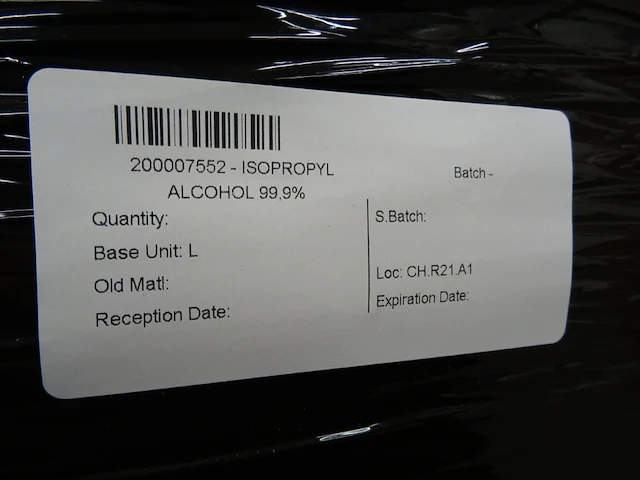 200007552 - ISOPROPYL
ALCOHOL 99,9%
Batch -
Quantity:
Base Unit: L
Old Matl:
Reception Date:
S.Batch:
Loc: CH.R21.A1
Expiration Date: